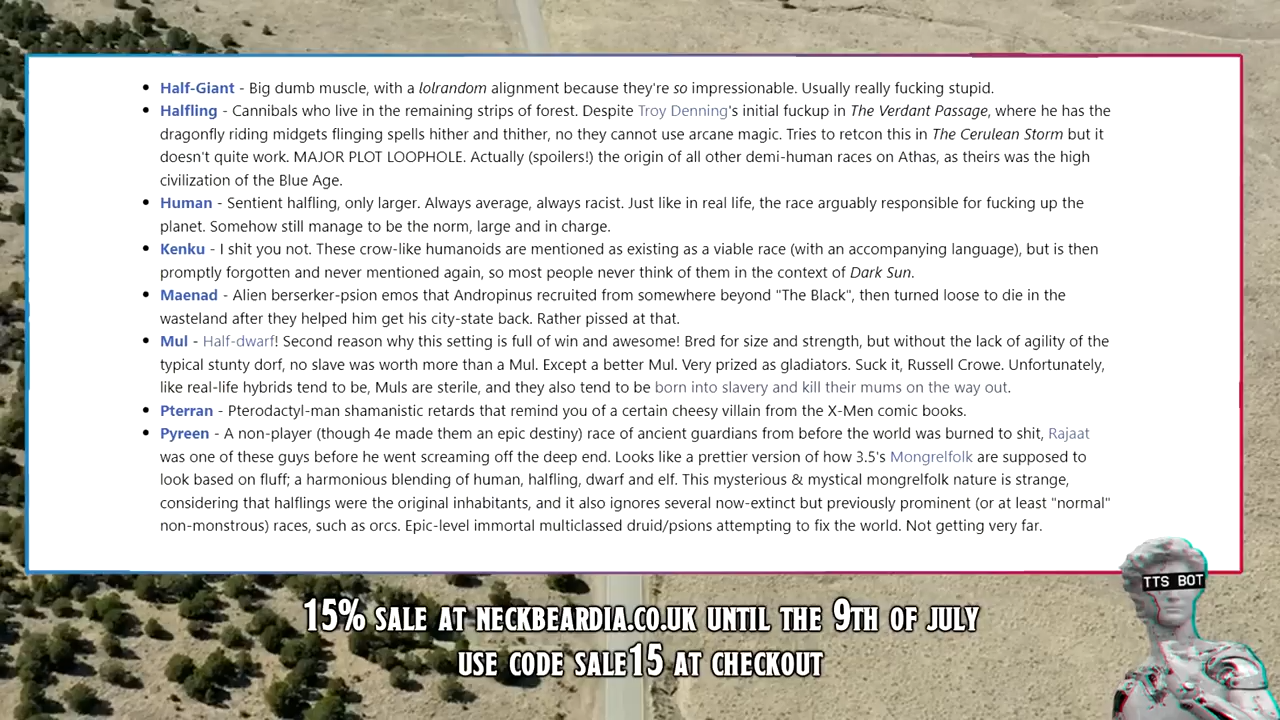 Half-Giant - Big dumb muscle, with a lolrandom alignment because they're so impressionable. Usually really fucking stupid.
Halfling - Cannibals who live in the remaining strips of forest. Despite Troy Denning's initial fuckup in The Verdant Passage, where he has the
dragonfly riding midgets flinging spells hither and thither, no they cannot use arcane magic. Tries to retcon this in The Cerulean Storm but it
doesn't quite work. MAJOR PLOT LOOPHOLE. Actually (spoilers!) the origin of all other demi-human races on Athas, as theirs was the high
civilization of the Blue Age.
Human - Sentient halfling, only larger. Always average, always racist. Just like in real life, the race arguably responsible for fucking up the
planet. Somehow still manage to be the norm, large and in charge.
Kenku - I shit you not. These crow-like humanoids are mentioned as existing as a viable race (with an accompanying language), but is then
promptly forgotten and never mentioned again, so most people never think of them in the context of Dark Sun.
Maenad - Alien berserker-psion emos that Andropinus recruited from somewhere beyond "The Black", then turned loose to die in the
wasteland after they helped him get his city-state back. Rather pissed at that.
Mul - Half-dwarf! Second reason why this setting is full of win and awesome! Bred for size and strength, but without the lack of agility of the
typical stunty dorf, no slave was worth more than a Mul. Except a better Mul. Very prized as gladiators. Suck it, Russell Crowe. Unfortunately,
like real-life hybrids tend to be, Muls are sterile, and they also tend to be born into slavery and kill their mums on the way out.
Pterran - Pterodactyl-man shamanistic retards that remind you of a certain cheesy villain from the X-Men comic books.
Pyreen - A non-player (though 4e made them an epic destiny) race of ancient guardians from before the world was burned to shit, Rajaat
was one of these guys before he went screaming off the deep end. Looks like a prettier version of how 3.5's Mongrelfolk are supposed to
look based on fluff; a harmonious blending of human, halfling, dwarf and elf. This mysterious & mystical mongrelfolk nature is strange,
considering that halflings were the original inhabitants, and it also ignores several now-extinct but previously prominent (or at least "normal"
non-monstrous) races, such as orcs. Epic-level immortal multiclassed druid/psions attempting to fix the world. Not getting very far.
TTS BOT
15% SALE AT NECKBEARDIA.CO.UK UNTIL THE 9TH OF JULY
USE CODE SALE15 AT CHECKOUT